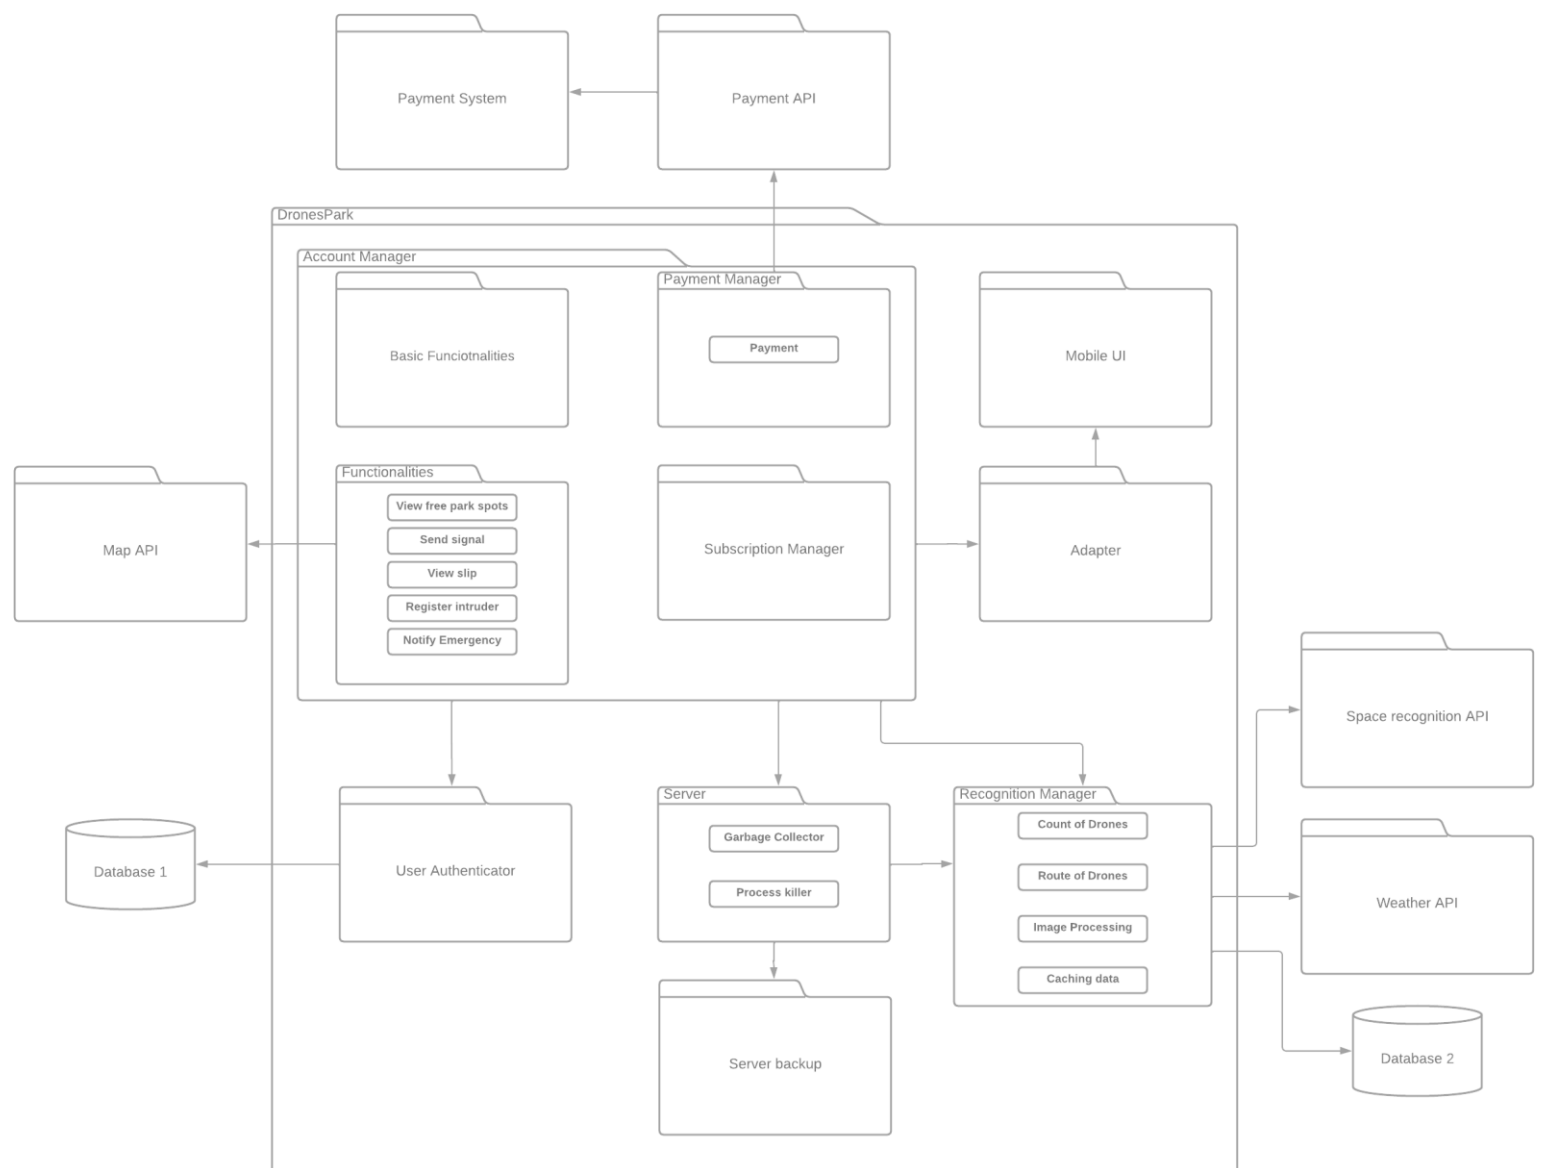 Payment System
Payment API
DronesPark
Account Manager
Payment Manager
Payment
Basic Funciotnalities
Mobile UI
Functionalities
View free park spots
Send signal
View slip
Register intruder
Notify Emergency
Map API
Subscription Manager
Adapter
Space recognition API
Server
Garbage Collector
Process killer
Recognition Manager
Count of Drones
Route of Drones
Image Processing
Caching data
Database 1
User Authenticator
Weather API
Server backup
Database 2